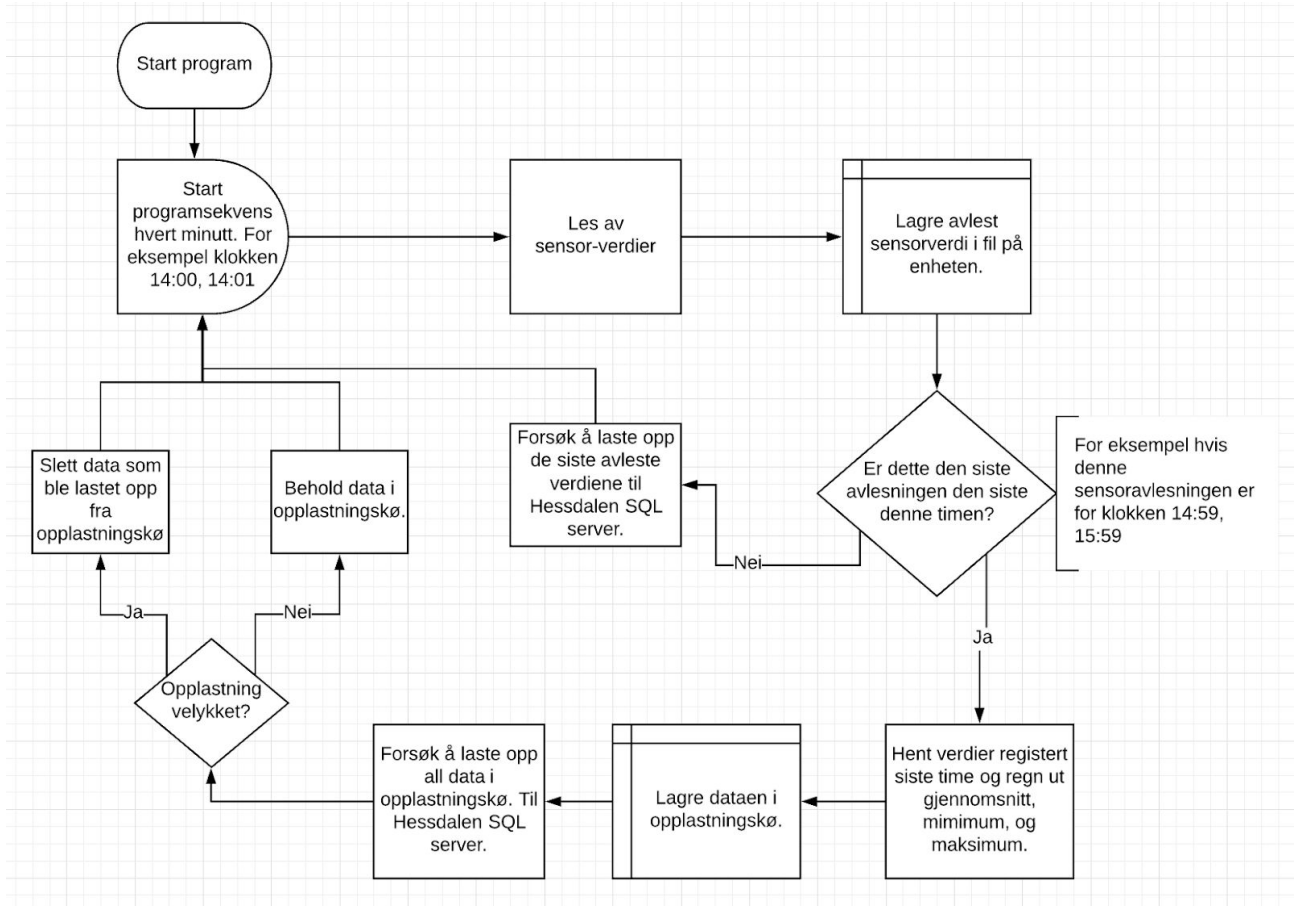 Start program
Start
programsekvens
hvert minutt. For
eksempel klokken
14:00, 14:01
Les av
sensor-verdier
Lagre avlest
sensorverdi i fil på
enheten.
Er dette den siste
avlesningen den siste
denne timen?
For eksempel hvis
denne
sensoravlesningen er
for klokken 14:59,
15:59
Nei
Forsøk å laste opp
de siste avleste
verdiene til
Hessdalen SQL
server.
Ja
Hent verdier registert
siste time og regn ut
gjennomsnitt,
mimimum, og
maksimum.
Lagre dataen i
opplastningskø.
Forsøk å laste opp
all data i
opplastningskø. Til
Hessdalen SQL
server.
Opplastning
velykket?
Ja
Slett data som
ble lastet opp
fra
opplastningskø
Nei
Behold data i
opplastningskø.